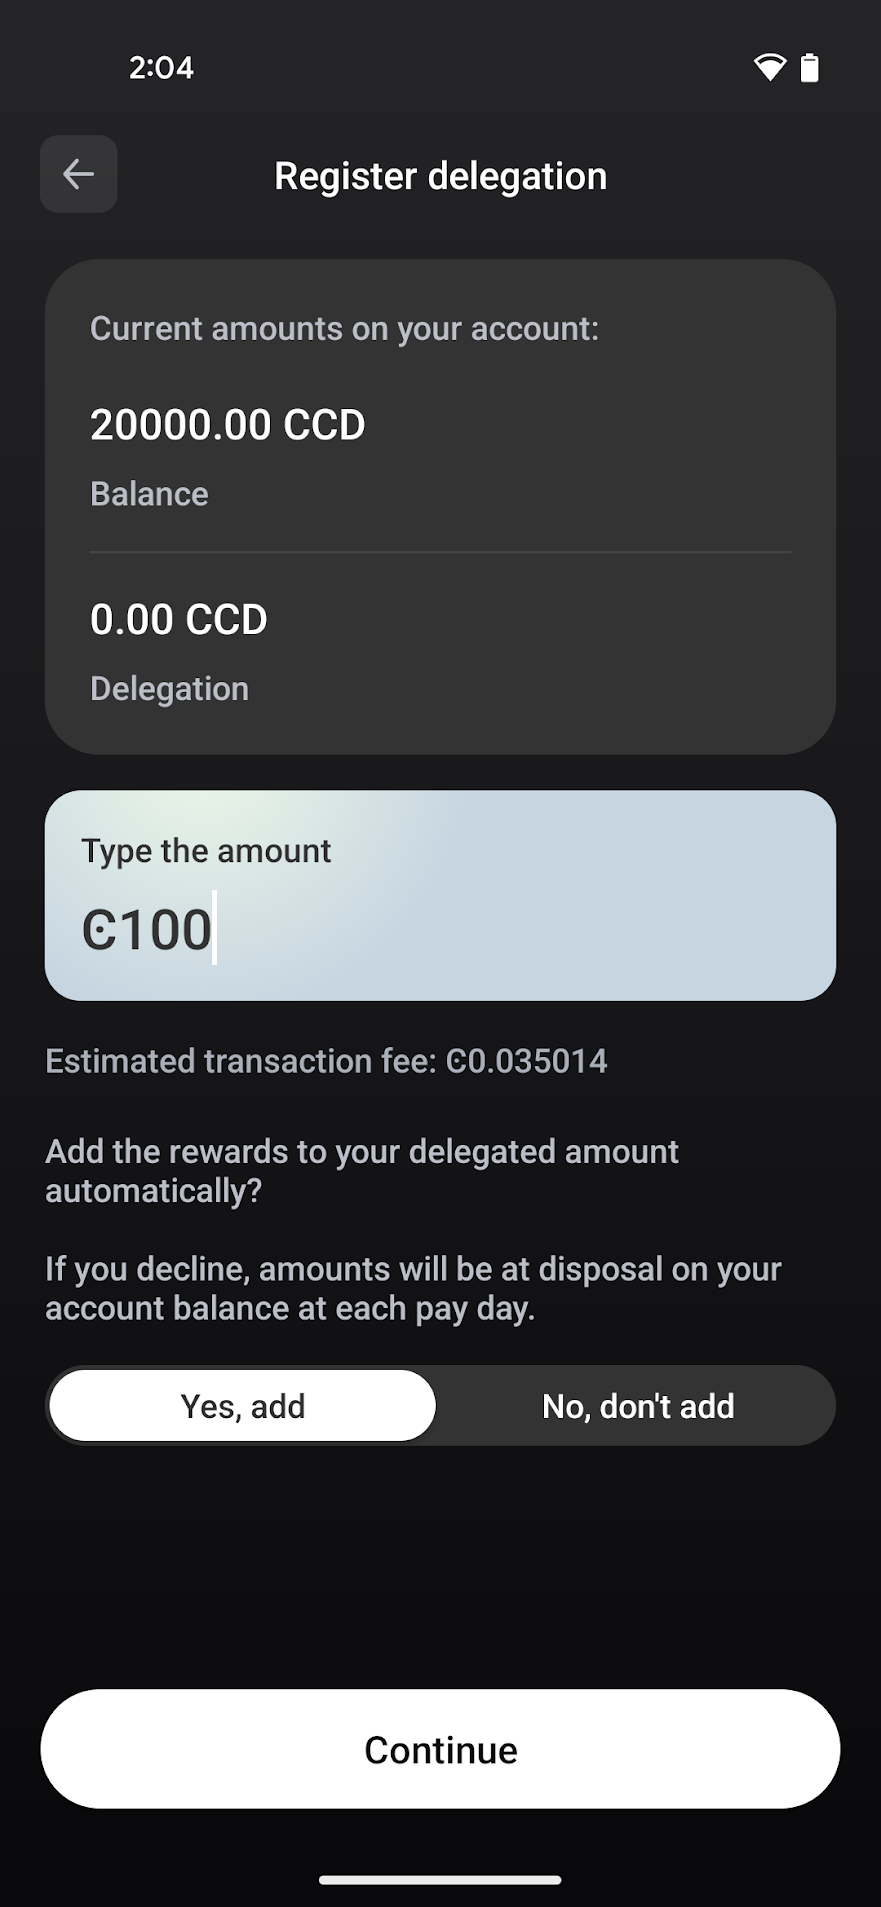 2:04
Register delegation
Current amounts on your account:
20000.00 CCD
Balance
0.00 CCD
Delegation
Type the amount
Ͼ100
Estimated transaction fee: Ͼ0.035014
Add the rewards to your delegated amount
automatically?
If you decline, amounts will be at disposal on your
account balance at each pay day.
Yes, add
No, don't add
Continue